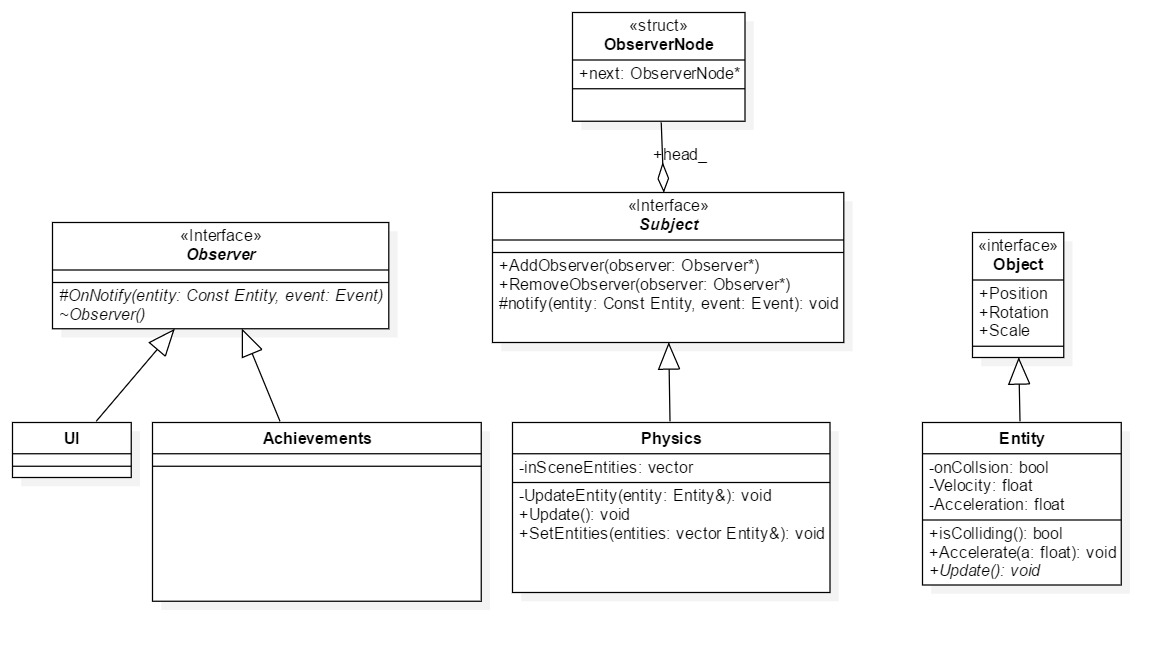 «struct»
ObserverNode
+next: ObserverNode*
+head_
«Interface»
Subject
+AddObserver(observer: Observer*)
+RemoveObserver(observer: Observer*)
#notify(entity: Const Entity, event: Event): void
«Interface»
Observer
#OnNotify(entity: Const Entity, event: Event)
~Observer()
«interface»
Object
+Position
+Rotation
+Scale
UI
Achievements
Physics
-inSceneEntities: vector
-UpdateEntity(entity: Entity&): void
+Update(): void
+SetEntities(entities: vector Entity&): void
Entity
-onCollsion: bool
-Velocity: float
-Acceleration: float
+isColliding(): bool
+Accelerate(a: float): void
+Update(): void